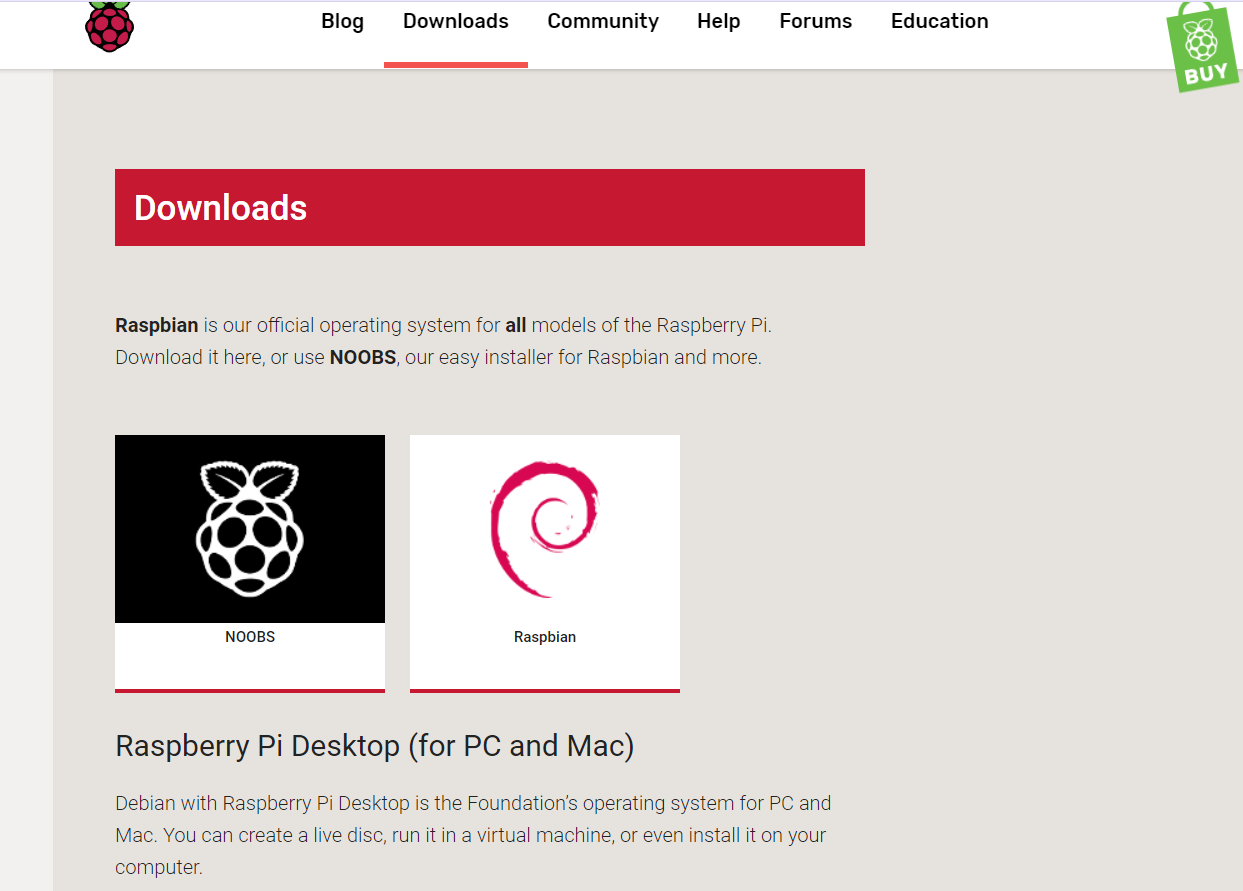 Blog Downloads Community Help Forums Education
BUY
Downloads
Raspbian is our official operating system for all models of the Raspberry Pi.
Download it here, or use NOOBS, our easy installer for Raspbian and more.
NOOBS Raspbian
Raspberry Pi Desktop (for PC and Mac)
Debian with Raspberry Pi Desktop is the Foundation’s operating system for PC and
Mac. You can create a live disc, run it in a virtual machine, or even install it on your
computer.